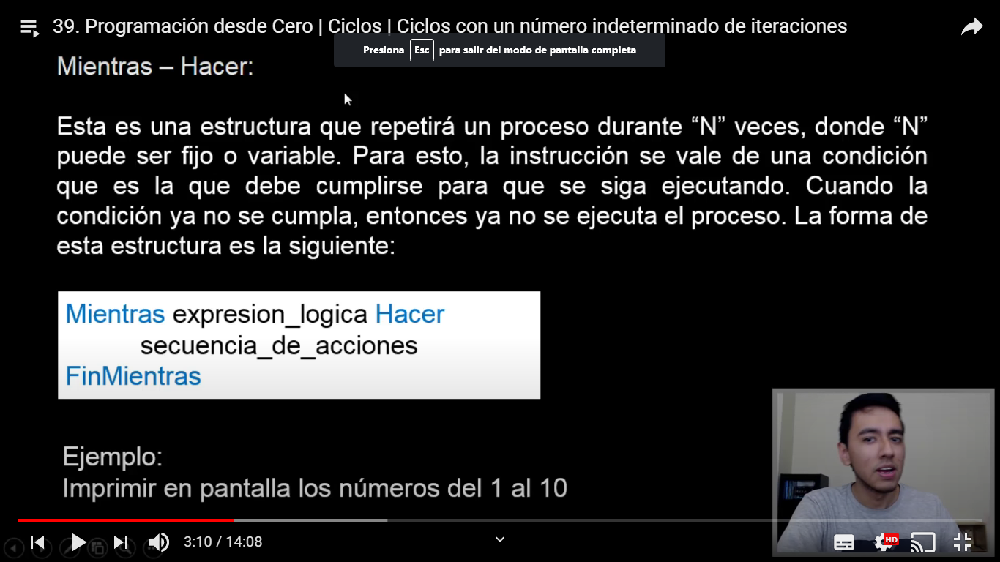 39. Programación desde Cero | Ciclos | Ciclos con un número indeterminado de iteraciones
Presiona Esc para salir del modo de pantalla completa
Mientras – Hacer:
Esta es una estructura que repetirá un proceso durante “N” veces, donde “N”
puede ser fijo o variable. Para esto, la instrucción se vale de una condición
que es la que debe cumplirse para que se siga ejecutando. Cuando la
condición ya no se cumpla, entonces ya no se ejecuta el proceso. La forma de
esta estructura es la siguiente:
Mientras expresion_logica Hacer
secuencia_de_acciones
FinMientras
Ejemplo:
Imprimir en pantalla los números del 1 al 10
3:10 / 14:08
HD